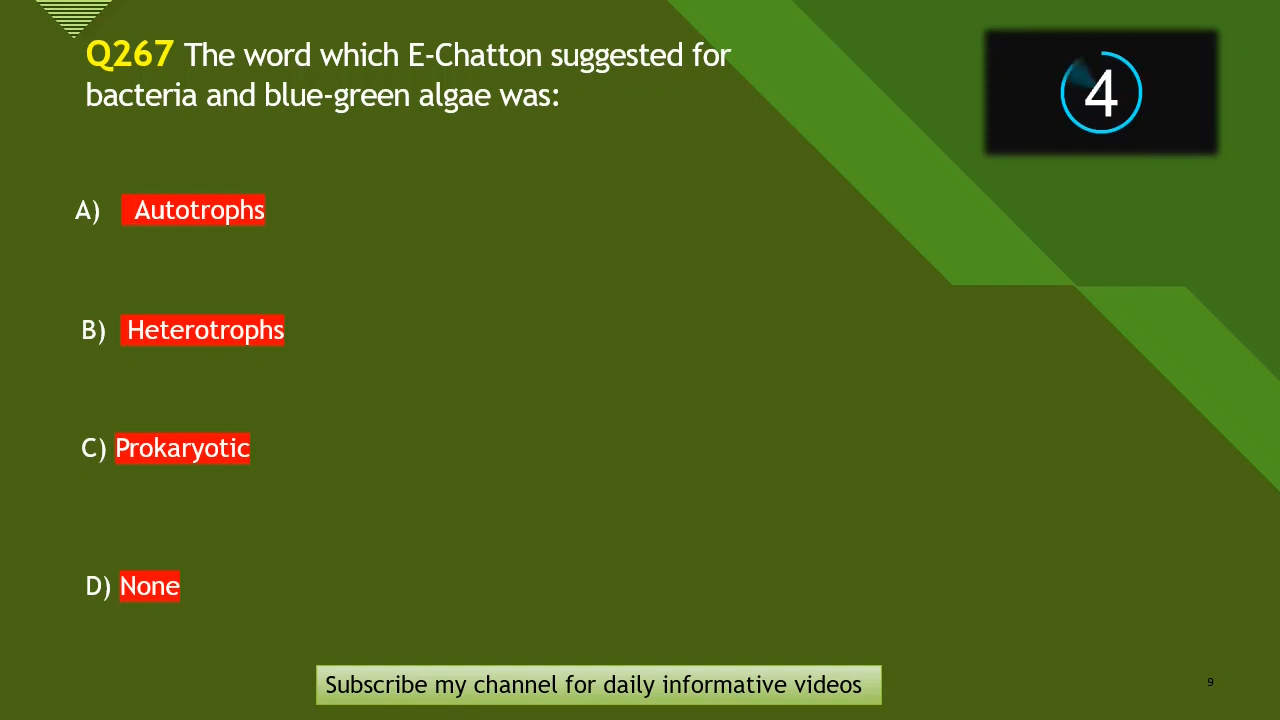 Q267 The word which E-Chatton suggested for
bacteria and blue-green algae was:
4
A) Autotrophs
B) Heterotrophs
C) Prokaryotic
D) None
Subscribe my channel for daily informative videos
9